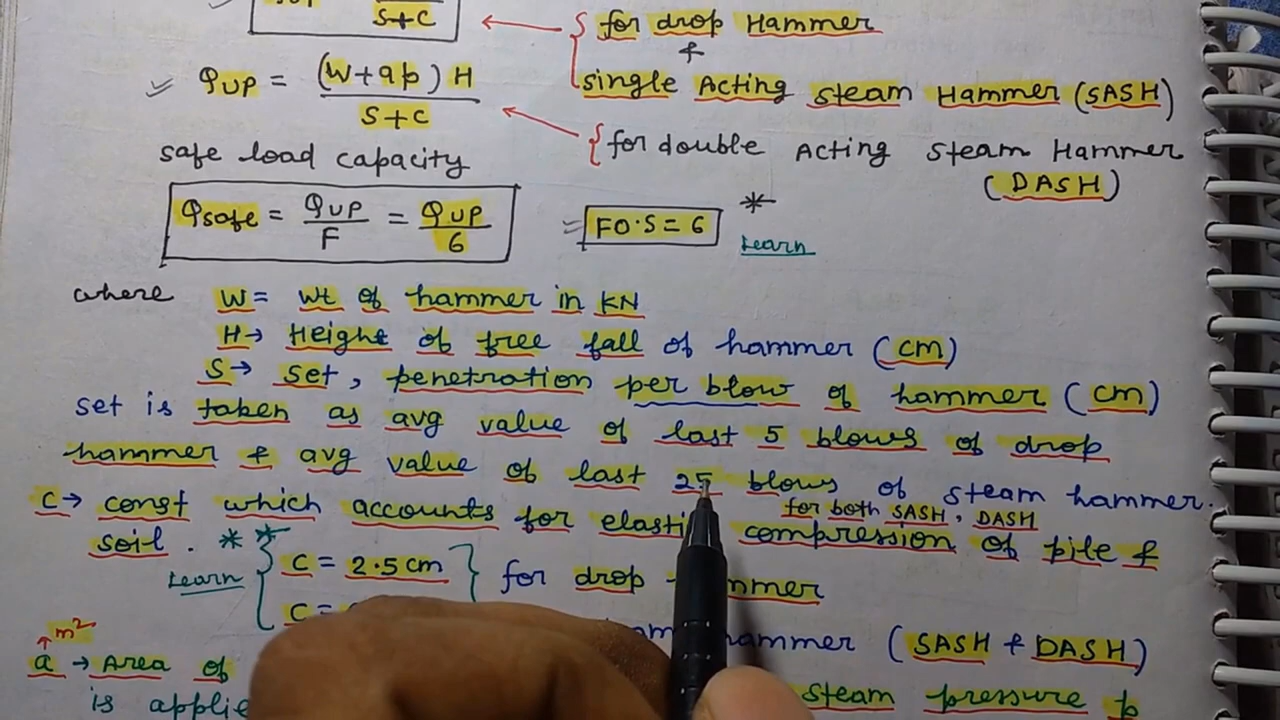 S+C
{ for drop Hammer
&
single Acting steam Hammer (SASH)
QUP = (W+ap) H
S+C
{ for double Acting steam Hammer
(DASH)
safe load capacity
Qsafe = QUP / F = QUP / 6
= FO.S = 6 *
Learn
where W = wt of hammer in KN
H → Height of free fall of hammer (cm)
S → set, penetration per blow of hammer (cm)
set is taken as avg value of last 5 blows of drop
hammer & avg value of last 25 blows of steam hammer.
for both SASH, DASH
C → const which accounts for elastic compression of pile &
soil. **
Learn { C = 2.5 cm } for drop
C =
hammer (SASH + DASH)
m²
a → Area of
is steam pressure p